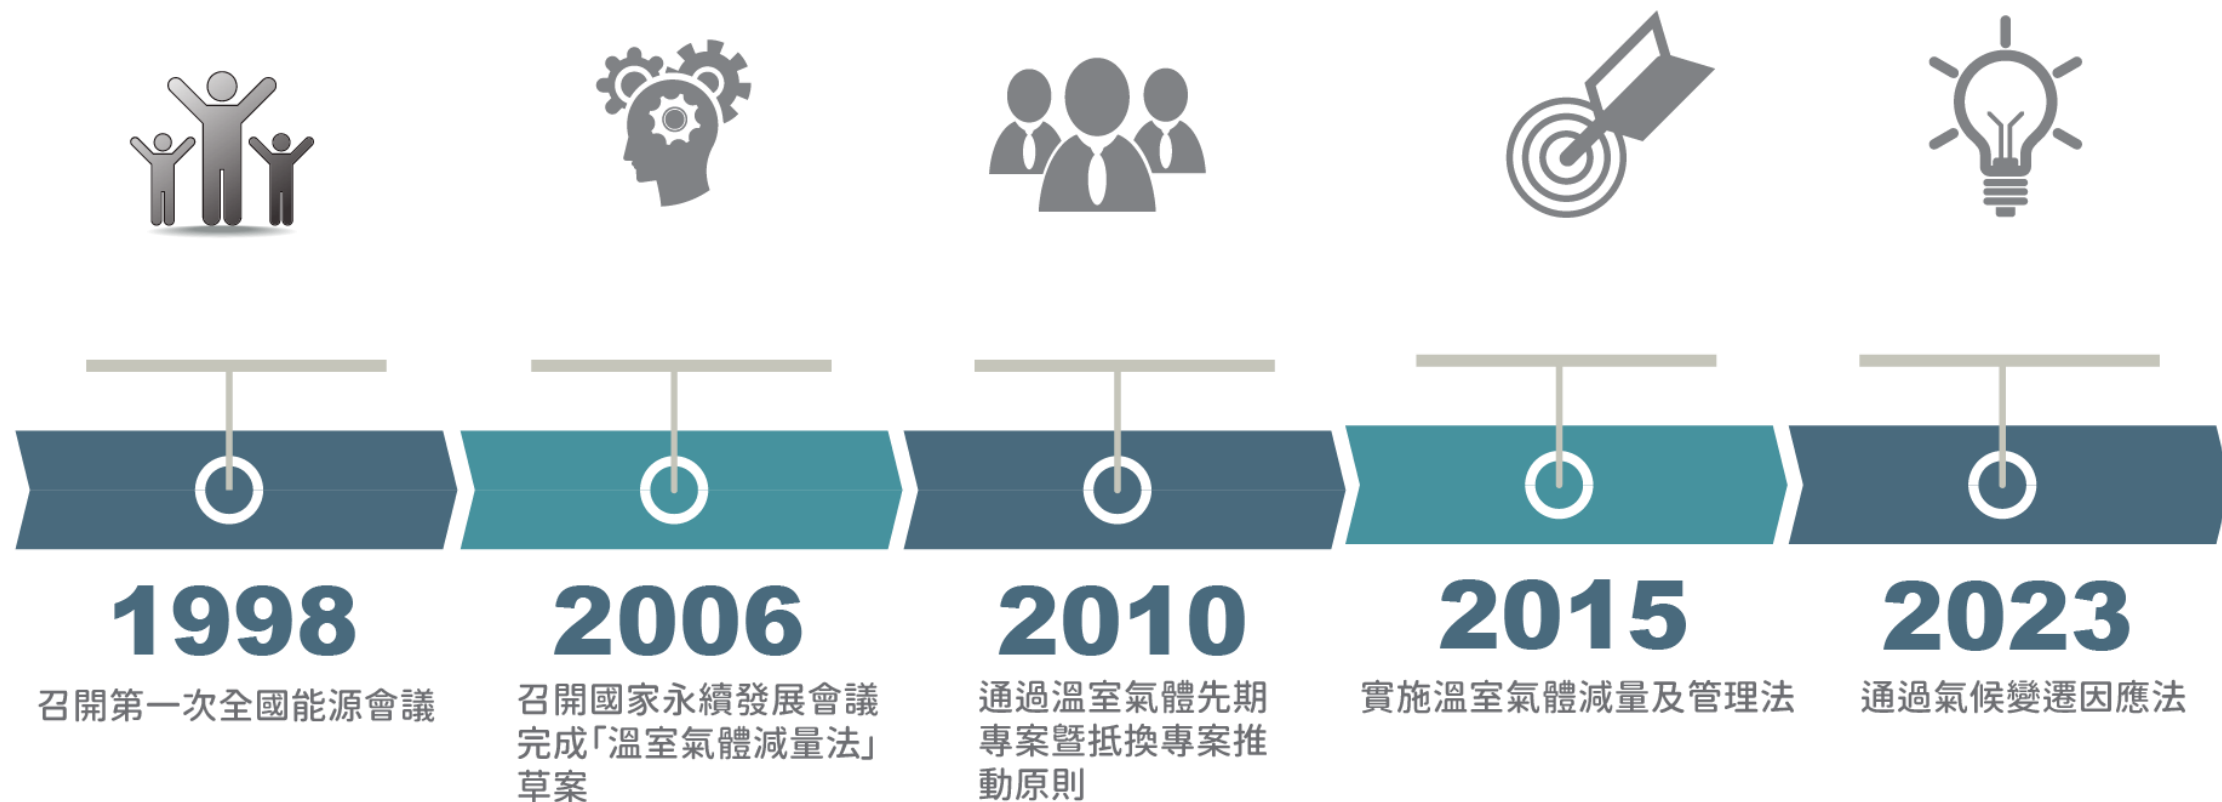 1998
召開第一次全國能源會議
2006
召開國家永續發展會議
完成「溫室氣體減量法」
草案
2010
通過溫室氣體先期
專案暨抵換專案推
動原則
2015
實施溫室氣體減量及管理法
2023
通過氣候變遷因應法